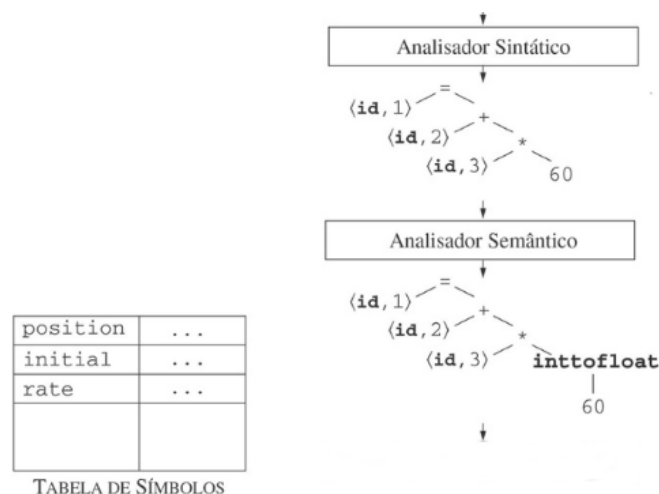 Analisador Sintático
=
⟨id, 1⟩
+
⟨id, 2⟩
*
⟨id, 3⟩
60
Analisador Semântico
=
⟨id, 1⟩
+
⟨id, 2⟩
*
⟨id, 3⟩ inttofloat
60
position ...
initial ...
rate ...
TABELA DE SÍMBOLOS